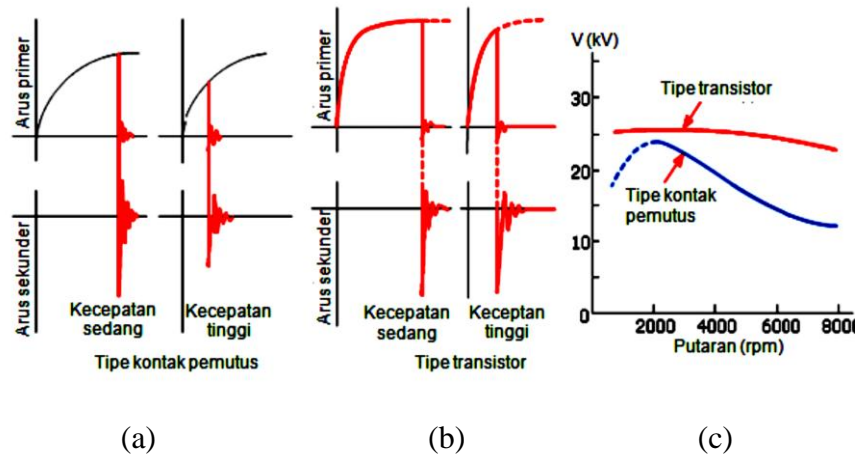 Arus primer
Arus sekunder
Kecepatan
sedang
Kecepatan
tinggi
Tipe kontak pemutus
(a)
Arus primer
Arus sekunder
Kecepatan
sedang
Keceptan
tinggi
Tipe transistor
(b)
V (kV)
30
20
10
0
Tipe transistor
Tipe kontak
pemutus
2000 4000 6000 8000
Putaran (rpm)
(c)